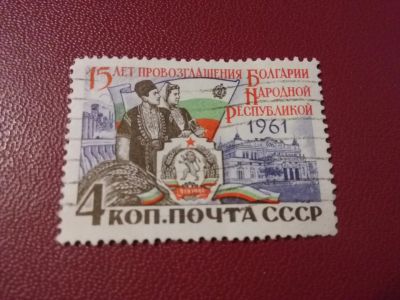 15 ЛЕТ ПРОВОЗГЛАШЕНИЯ БОЛГАРИИ
НАРОДНОЙ
РЕСПУБЛИКОЙ
1961
4 КОП. ПОЧТА СССР